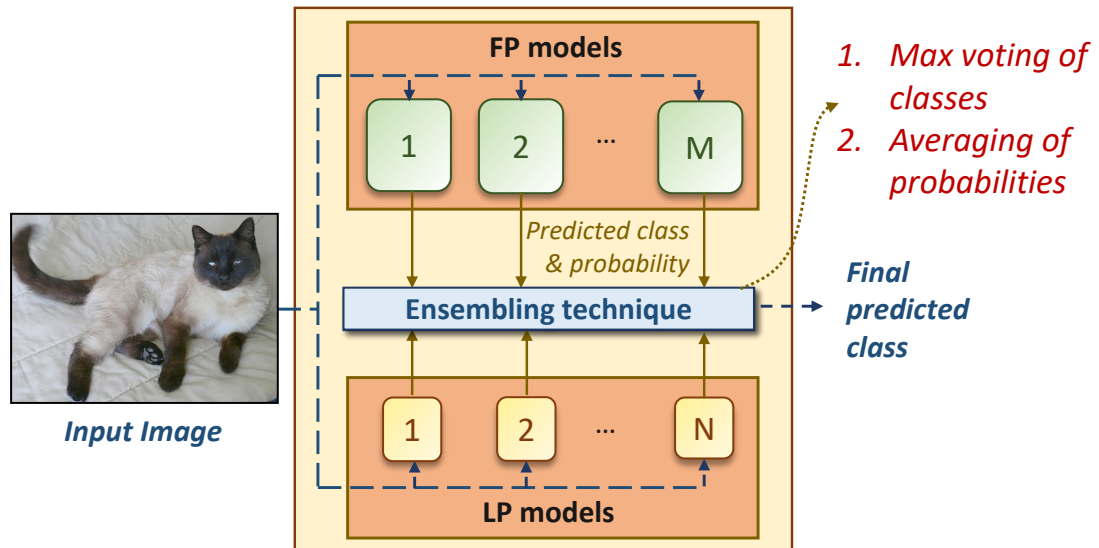 FP models
1
2
...
M
1. Max voting of
classes
2. Averaging of
probabilities
Predicted class
& probability
Ensembling technique
Final
predicted
class
Input Image
1
2
...
N
LP models